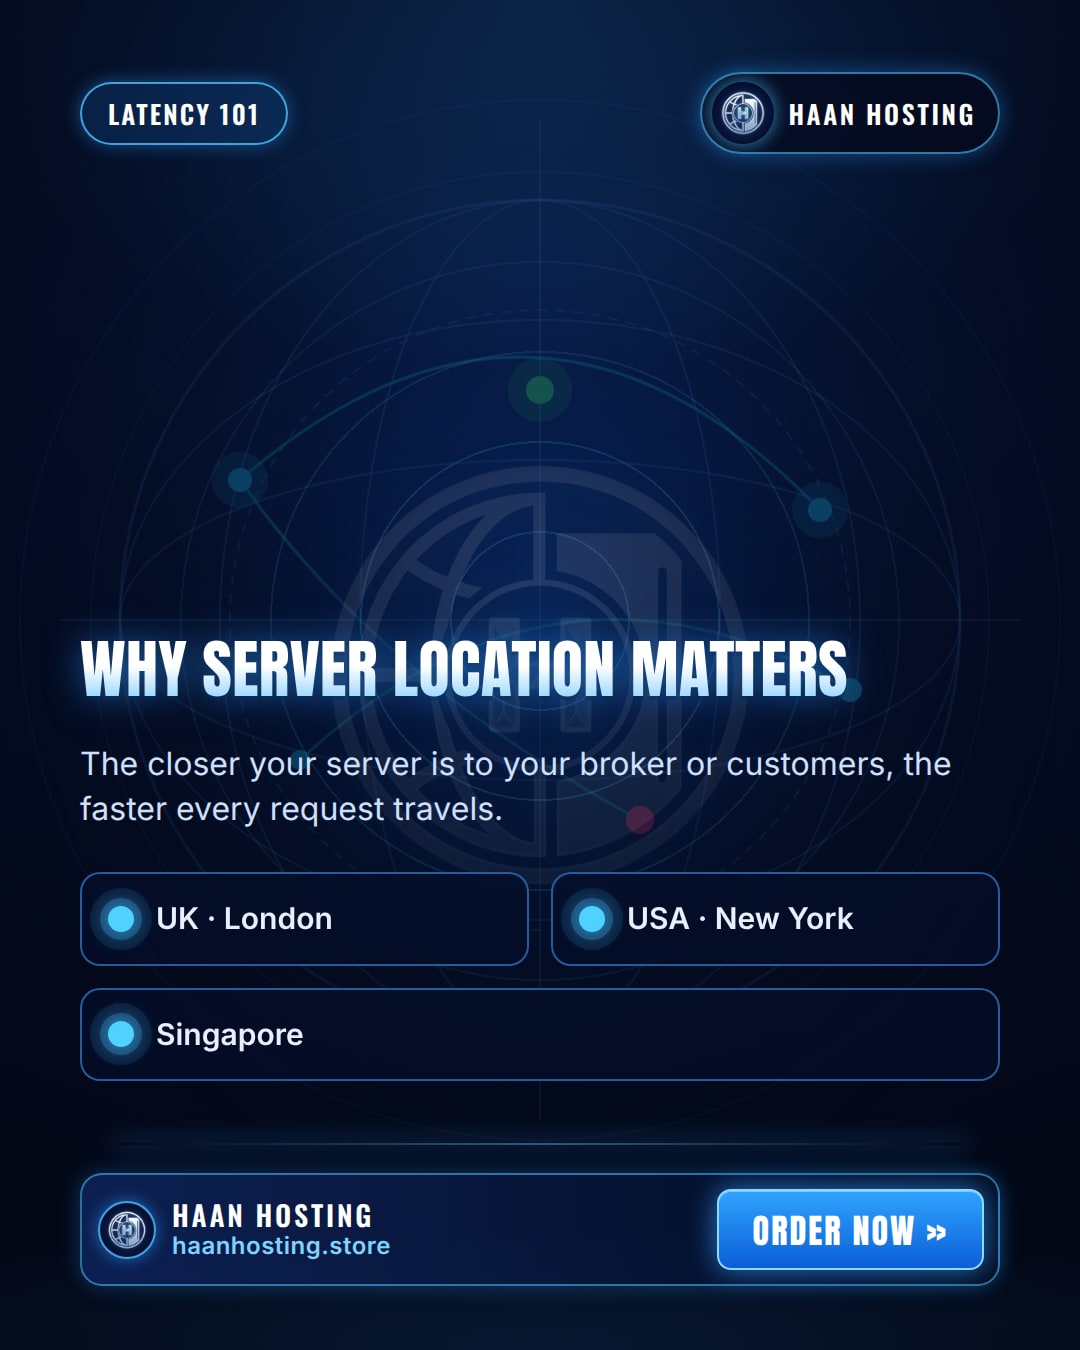 LATENCY 101
HAAN HOSTING
WHY SERVER LOCATION MATTERS
The closer your server is to your broker or customers, the
faster every request travels.
UK · London
USA · New York
Singapore
HAAN HOSTING
haanhosting.store
ORDER NOW »